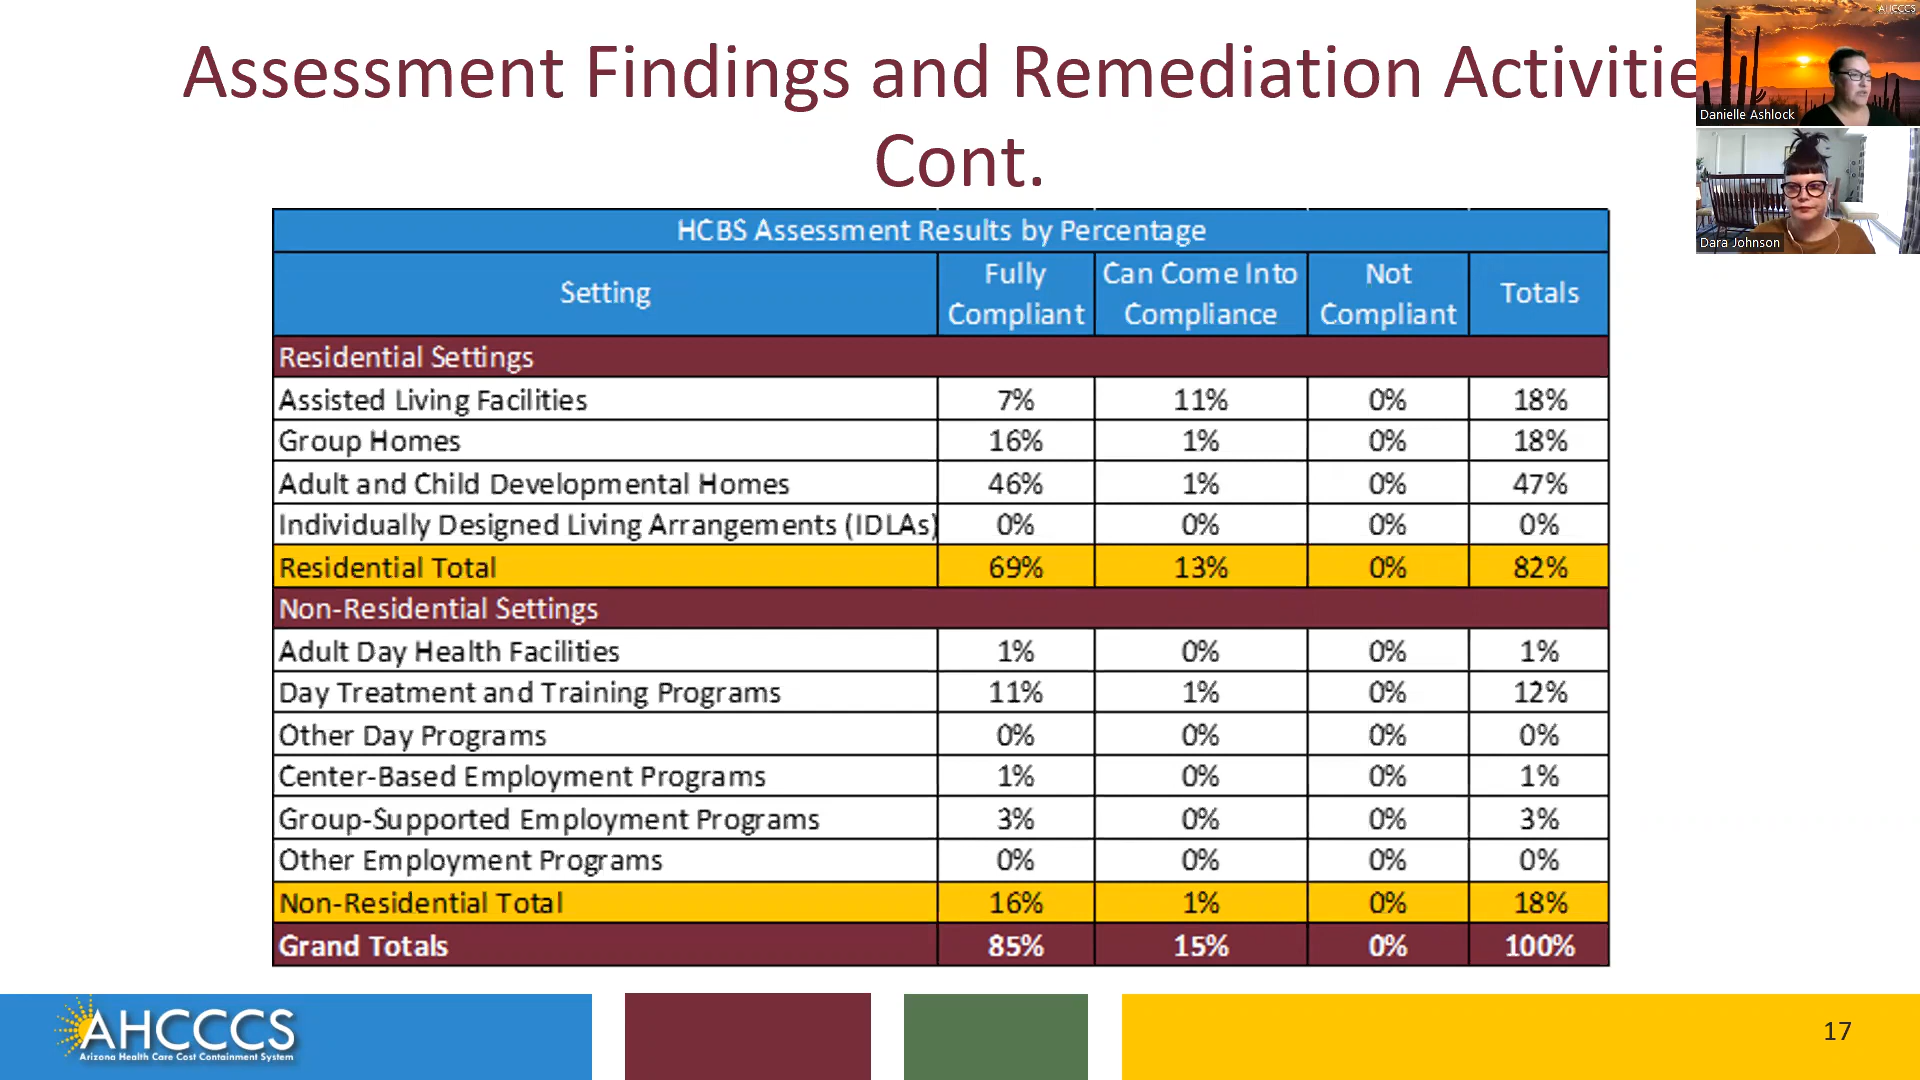 Assessment Findings and Remediation Activitie
Cont.
AHCCCS
Danielle Ashlock
Dara Johnson
HCBS Assessment Results by Percentage
Setting Fully Compliant Can Come Into Compliance Not Compliant Totals
Residential Settings
Assisted Living Facilities 7% 11% 0% 18%
Group Homes 16% 1% 0% 18%
Adult and Child Developmental Homes 46% 1% 0% 47%
Individually Designed Living Arrangements (IDLAs) 0% 0% 0% 0%
Residential Total 69% 13% 0% 82%
Non-Residential Settings
Adult Day Health Facilities 1% 0% 0% 1%
Day Treatment and Training Programs 11% 1% 0% 12%
Other Day Programs 0% 0% 0% 0%
Center-Based Employment Programs 1% 0% 0% 1%
Group-Supported Employment Programs 3% 0% 0% 3%
Other Employment Programs 0% 0% 0% 0%
Non-Residential Total 16% 1% 0% 18%
Grand Totals 85% 15% 0% 100%
AHCCCS
Arizona Health Care Cost Containment System
17